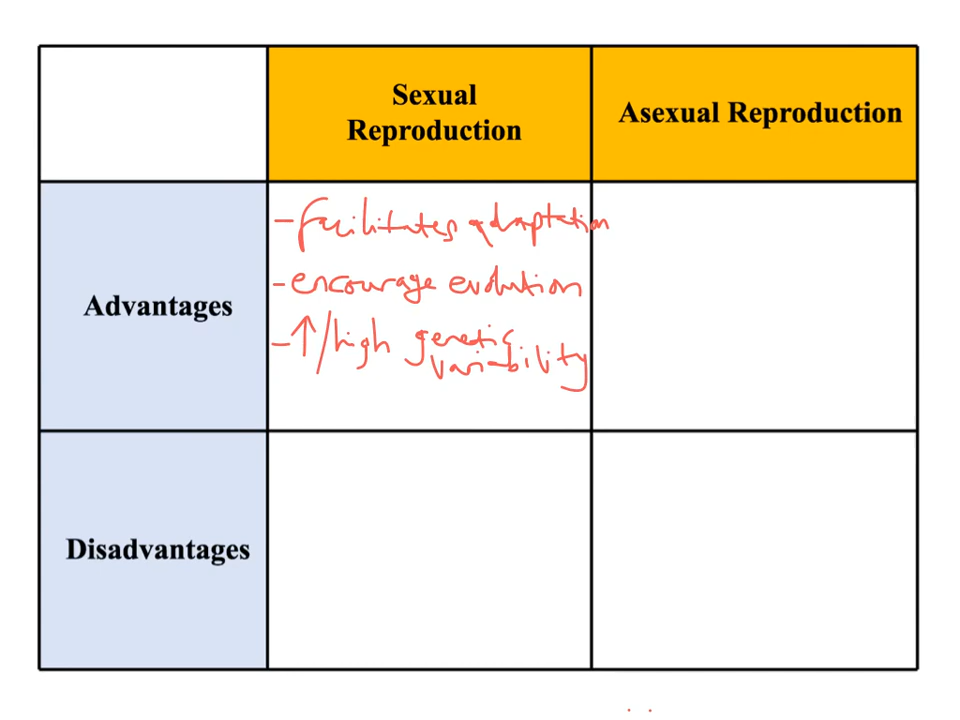 Sexual
Reproduction
Asexual Reproduction
Advantages
- facilitates adaptation
- encourage evolution
- ↑/high genetic
variability
Disadvantages